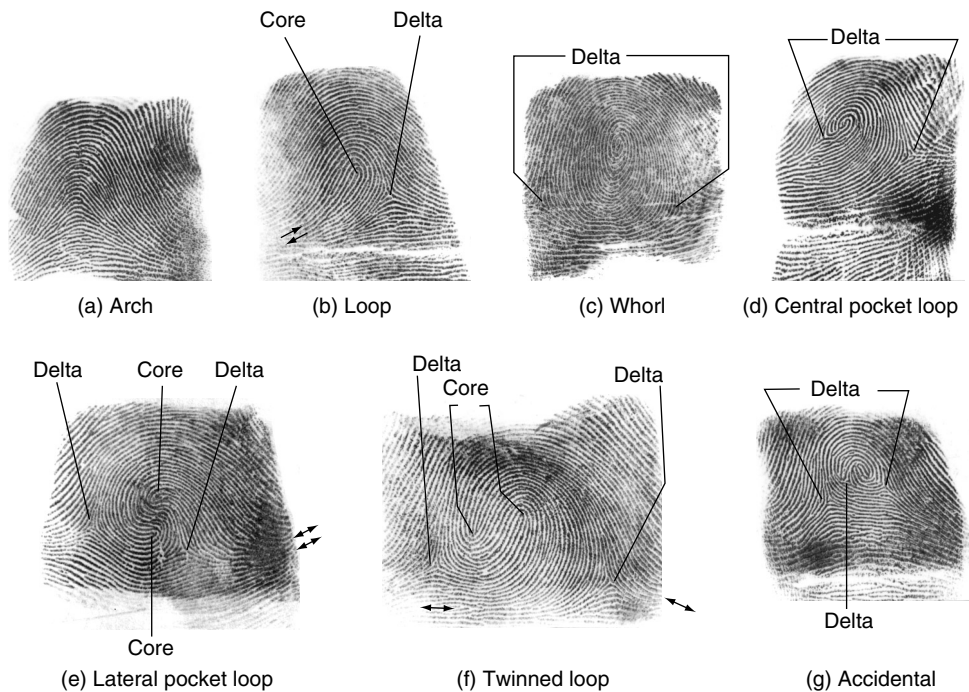 Core
Delta
Delta
Delta
(a) Arch
(b) Loop
(c) Whorl
(d) Central pocket loop
Delta
Core
Delta
Core
(e) Lateral pocket loop
Delta
Core
Delta
(f) Twinned loop
Delta
Delta
(g) Accidental